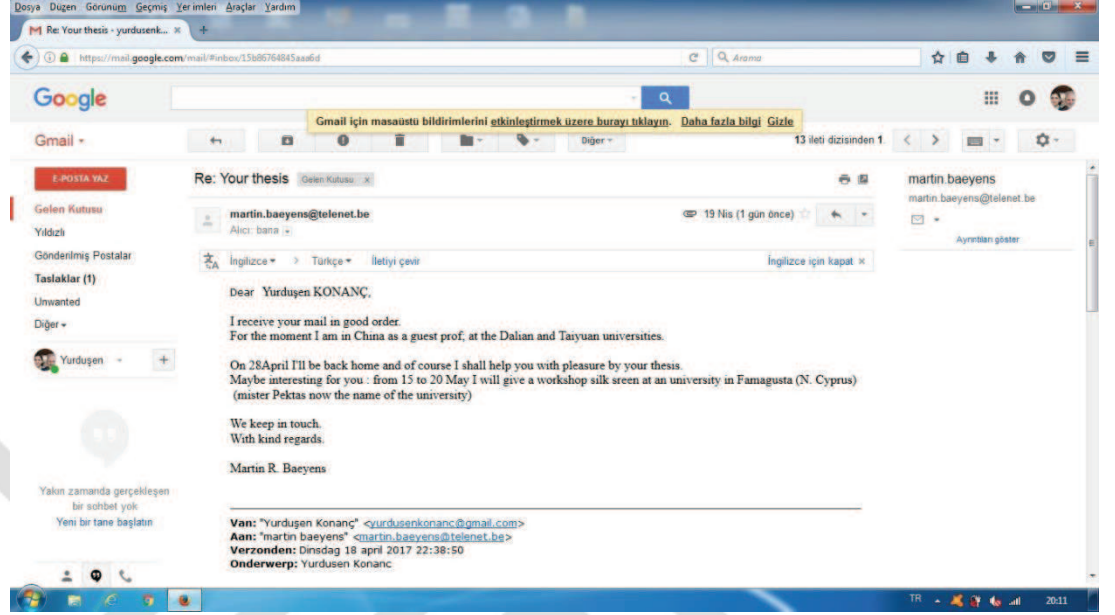 Dosya Düzen Görünüm Geçmiş Yer imleri Araçlar Yardım
Re: Your thesis - yurdusenk...
https://mail.google.com/mail/#inbox/15b86764845aaa6d
Arama
Google
Gmail için masaüstü bildirimlerini etkinleştirmek üzere burayı tıklayın. Daha fazla bilgi Gizle
Gmail
Diğer
13 ileti dizisinden 1
E-POSTA YAZ
Gelen Kutusu
Yıldızlı
Gönderilmiş Postalar
Taslaklar (1)
Unwanted
Diğer
Yurduşen
Yakın zamanda gerçekleşen
bir sohbet yok
Yeni bir tane başlatın
Re: Your thesis Gelen Kutusu x
martin.baeyens@telenet.be
19 Nis (1 gün önce)
Alıcı: bana
İngilizce > Türkçe İletiyi çevir
İngilizce için kapat x
Dear Yurduşen KONANÇ,
I receive your mail in good order.
For the moment I am in China as a guest prof, at the Dalian and Taiyuan universities.
On 28April I'll be back home and of course I shall help you with pleasure by your thesis.
Maybe interesting for you : from 15 to 20 May I will give a workshop silk sreen at an university in Famagusta (N. Cyprus)
(mister Pektas now the name of the university)
We keep in touch.
With kind regards.
Martin R. Baeyens
Van: "Yurduşen Konanç" <yurdusenkonanc@gmail.com>
Aan: "martin baeyens" <martin.baeyens@telenet.be>
Verzonden: Dinsdag 18 april 2017 22:38:50
Onderwerp: Yurdusen Konanc
martin.baeyens
martin.baeyens@telenet.be
Ayrıntıları göster
TR
20:11